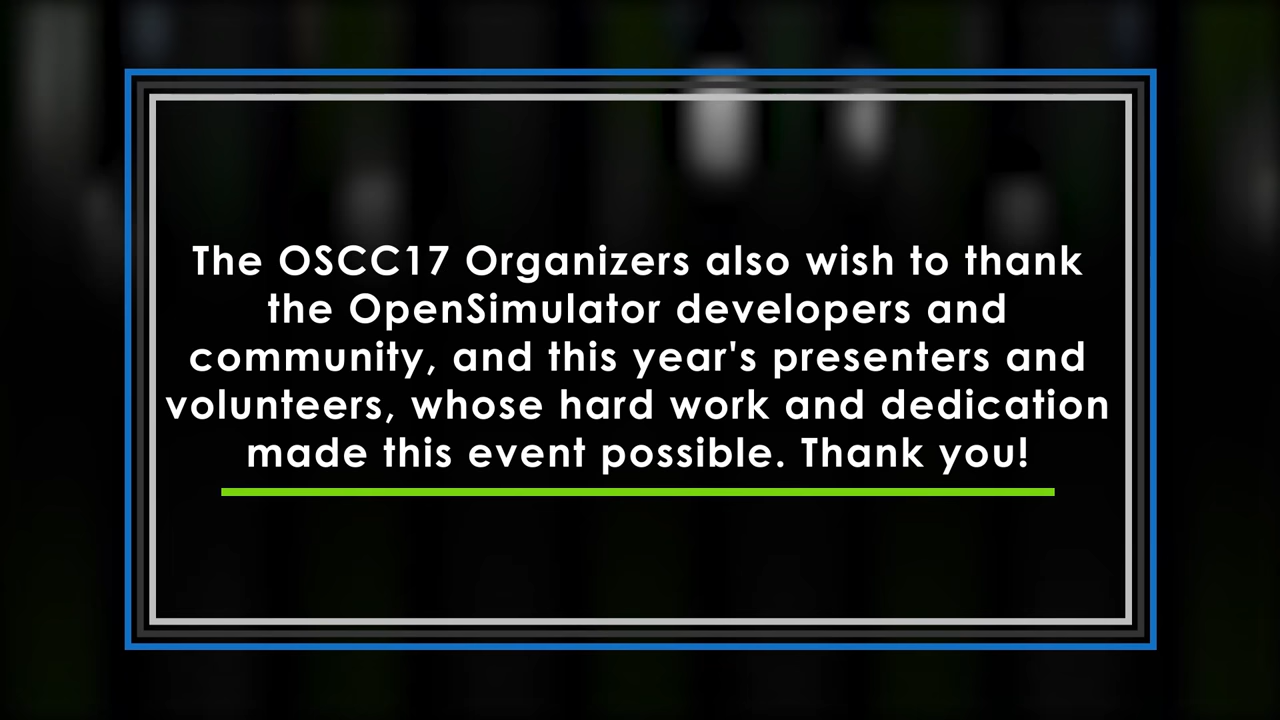 The OSCC17 Organizers also wish to thank
the OpenSimulator developers and
community, and this year's presenters and
volunteers, whose hard work and dedication
made this event possible. Thank you!